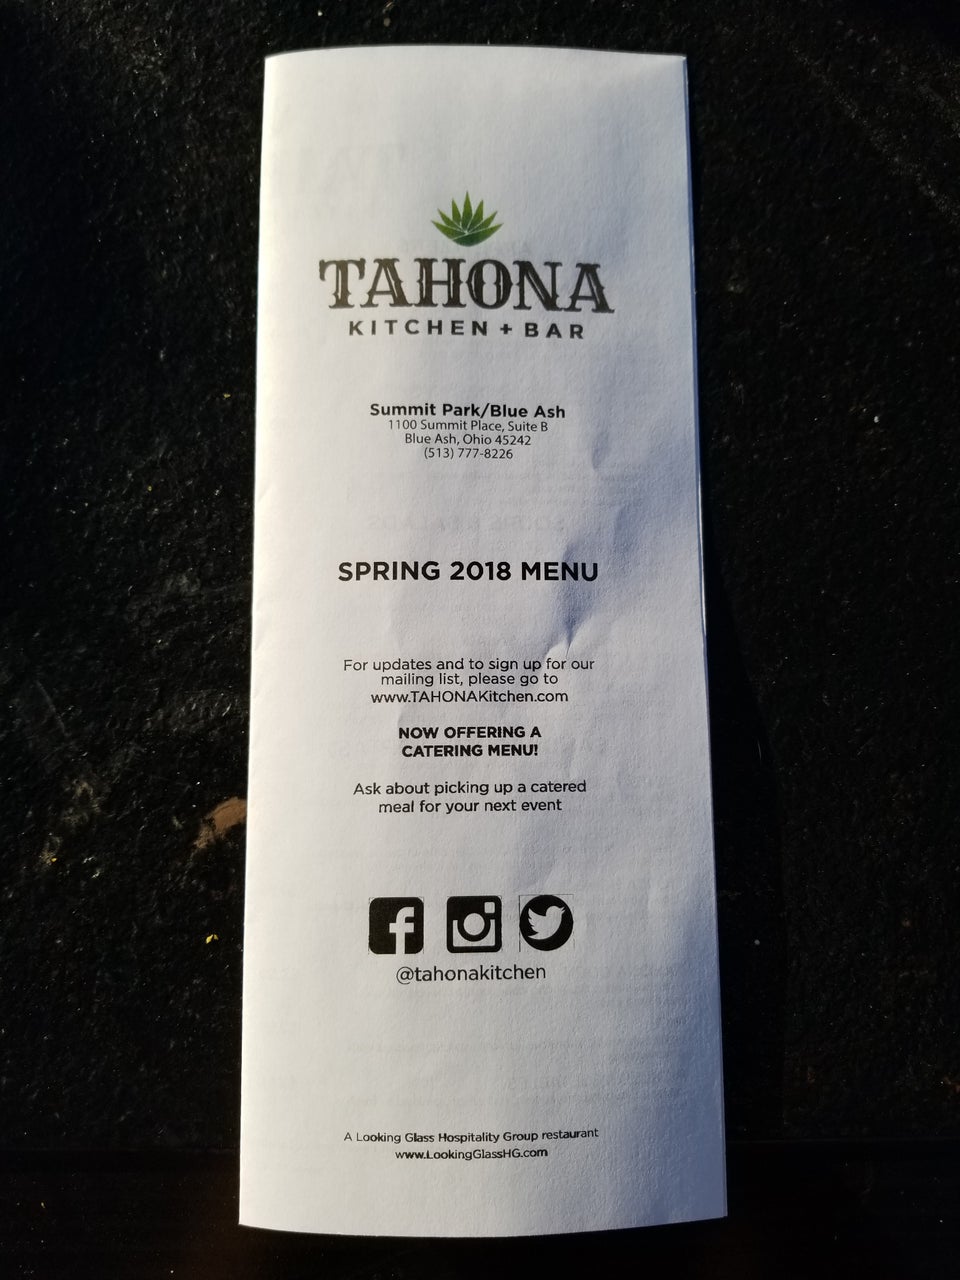 TAHONA
KITCHEN + BAR
Summit Park/Blue Ash
1100 Summit Place, Suite B
Blue Ash, Ohio 45242
(513) 777-8226
SPRING 2018 MENU
For updates and to sign up for our
mailing list, please go to
www.TAHONAKitchen.com
NOW OFFERING A
CATERING MENU!
Ask about picking up a catered
meal for your next event
@tahonakitchen
A Looking Glass Hospitality Group restaurant
www.LookingGlassHG.com